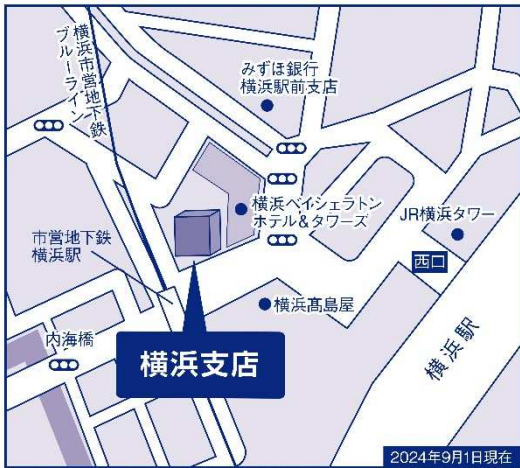 横浜市営地下鉄
ブルーライン
みずほ銀行
横浜駅前支店
横浜ベイシェラトン
ホテル&タワーズ
JR横浜タワー
市営地下鉄
横浜駅
西口
横浜髙島屋
内海橋
横浜支店
横浜駅
2024年9月1日現在